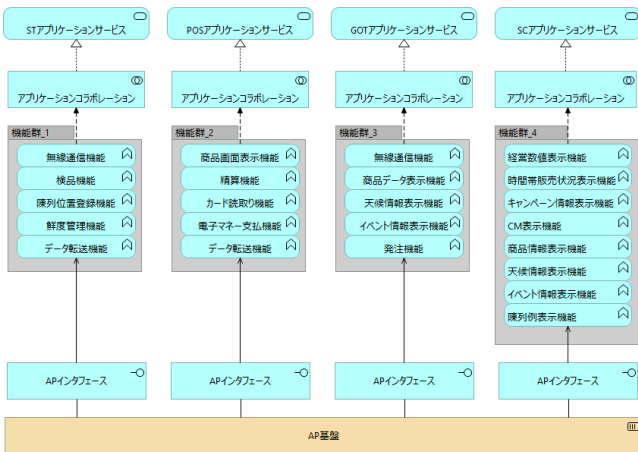 STアプリケーションサービス
POSアプリケーションサービス
GOTアプリケーションサービス
SCアプリケーションサービス
アプリケーションコラボレーション
アプリケーションコラボレーション
アプリケーションコラボレーション
アプリケーションコラボレーション
機能群_1
無線通信機能
検品機能
陳列位置登録機能
鮮度管理機能
データ転送機能
機能群_2
商品画面表示機能
精算機能
カード読取り機能
電子マネー支払機能
データ転送機能
機能群_3
無線通信機能
商品データ表示機能
天候情報表示機能
イベント情報表示機能
発注機能
機能群_4
経営数値表示機能
時間帯販売状況表示機能
キャンペーン情報表示機能
CM表示機能
商品情報表示機能
天候情報表示機能
イベント情報表示機能
陳列例表示機能
APインタフェース
APインタフェース
APインタフェース
APインタフェース
AP基盤